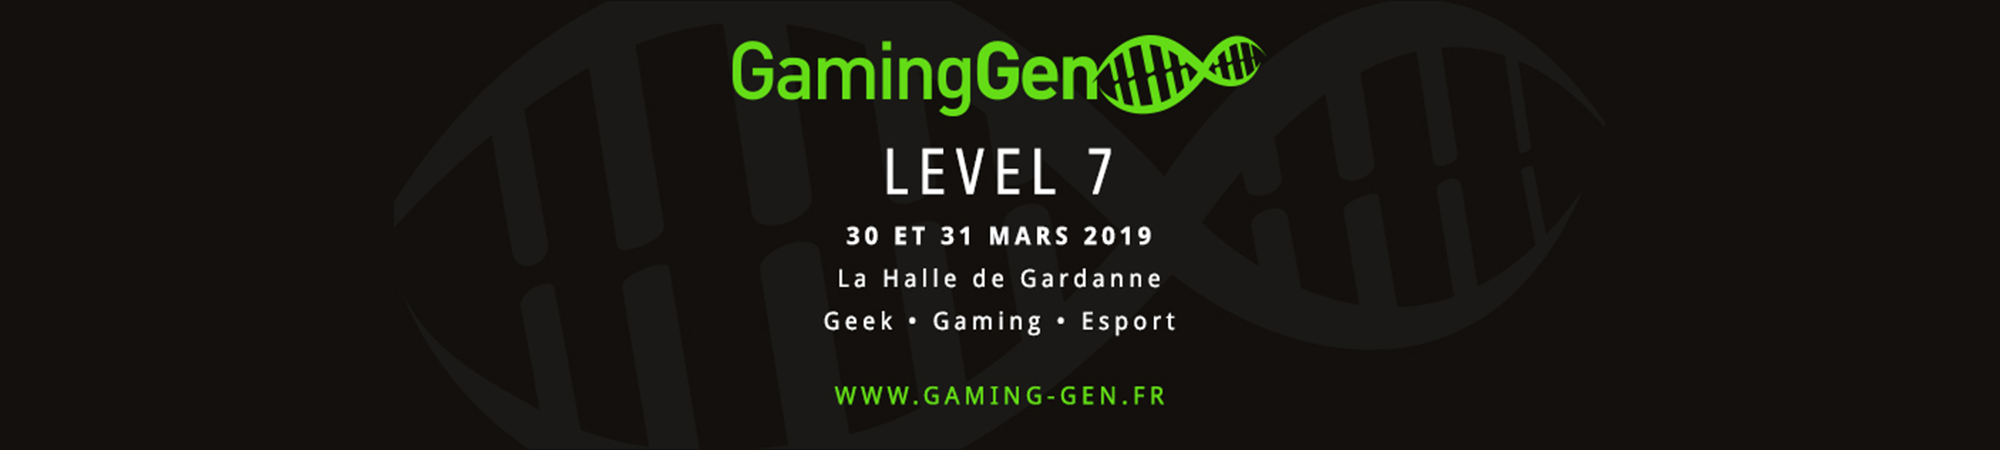 GamingGen
LEVEL 7
30 ET 31 MARS 2019
La Halle de Gardanne
Geek • Gaming • Esport
WWW.GAMING-GEN.FR